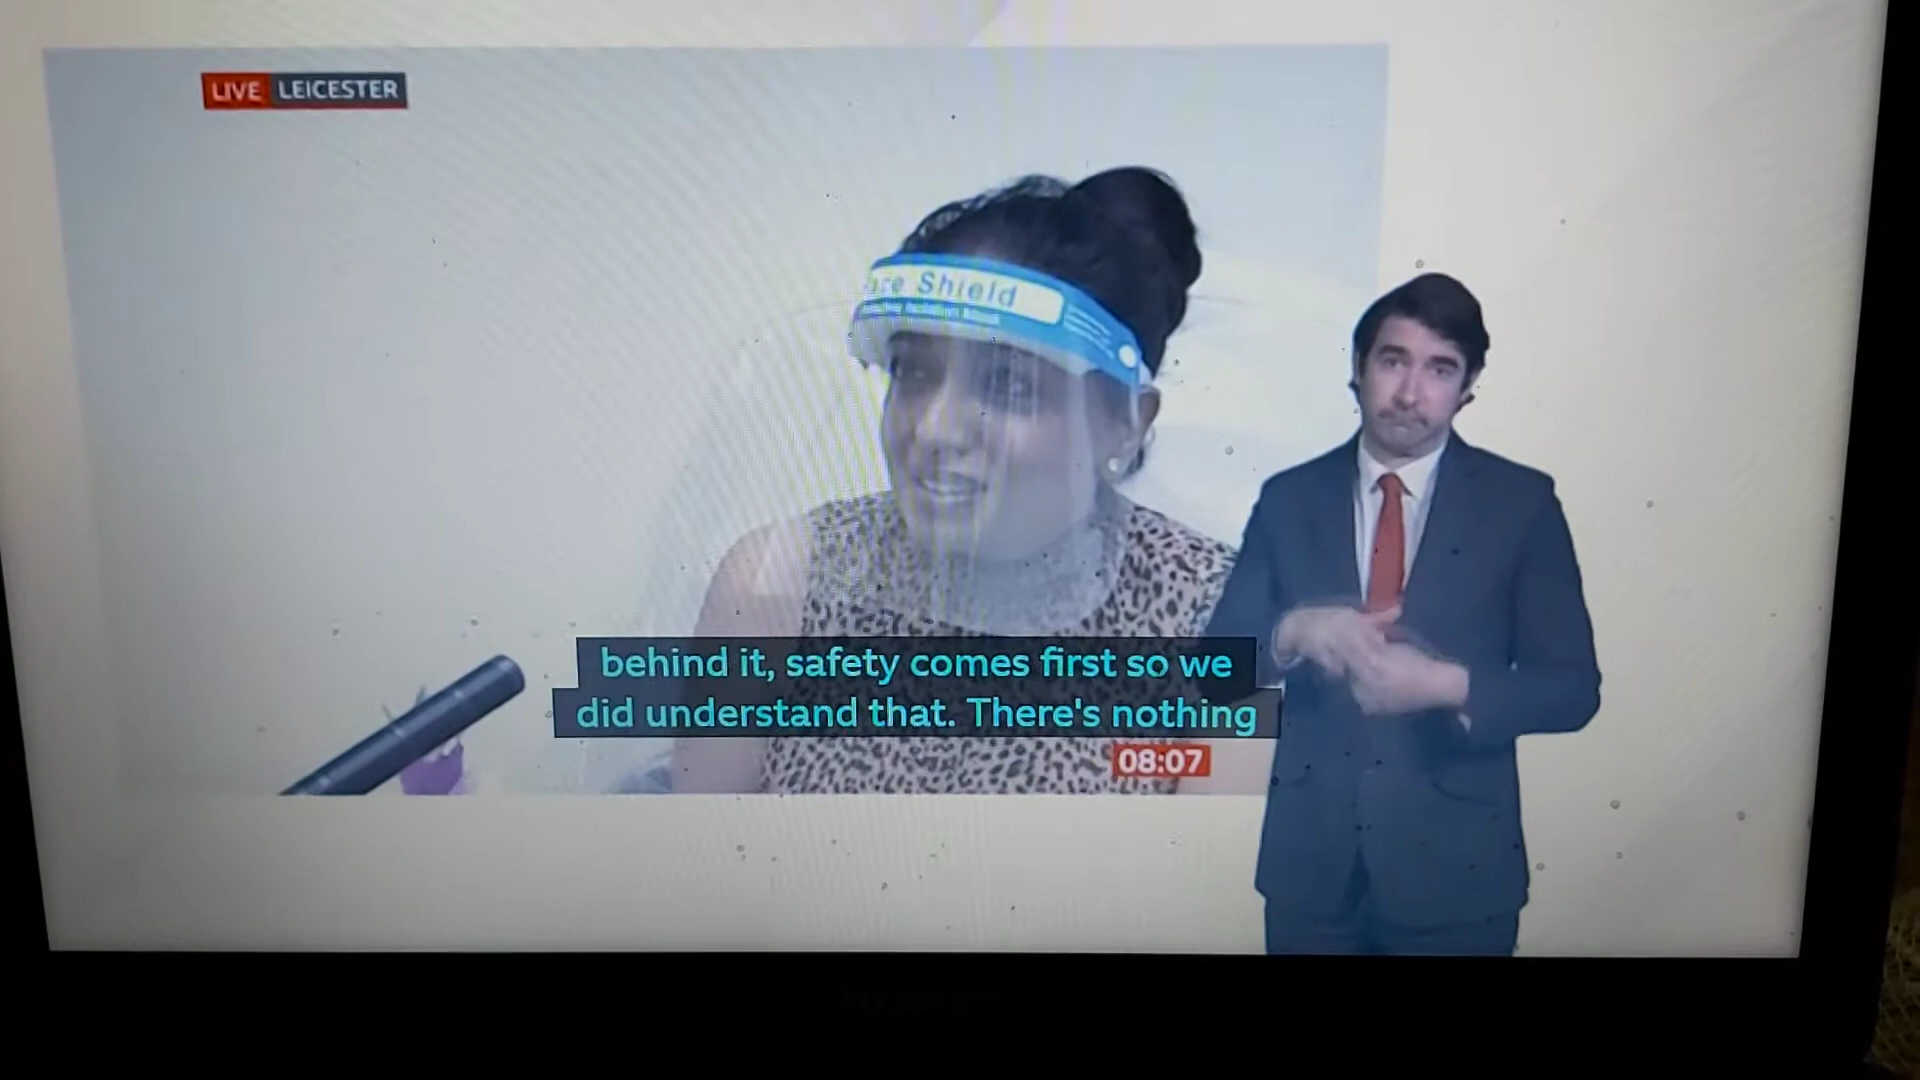 LIVE LEICESTER
Shield
behind it, safety comes first so we
did understand that. There's nothing
08:07